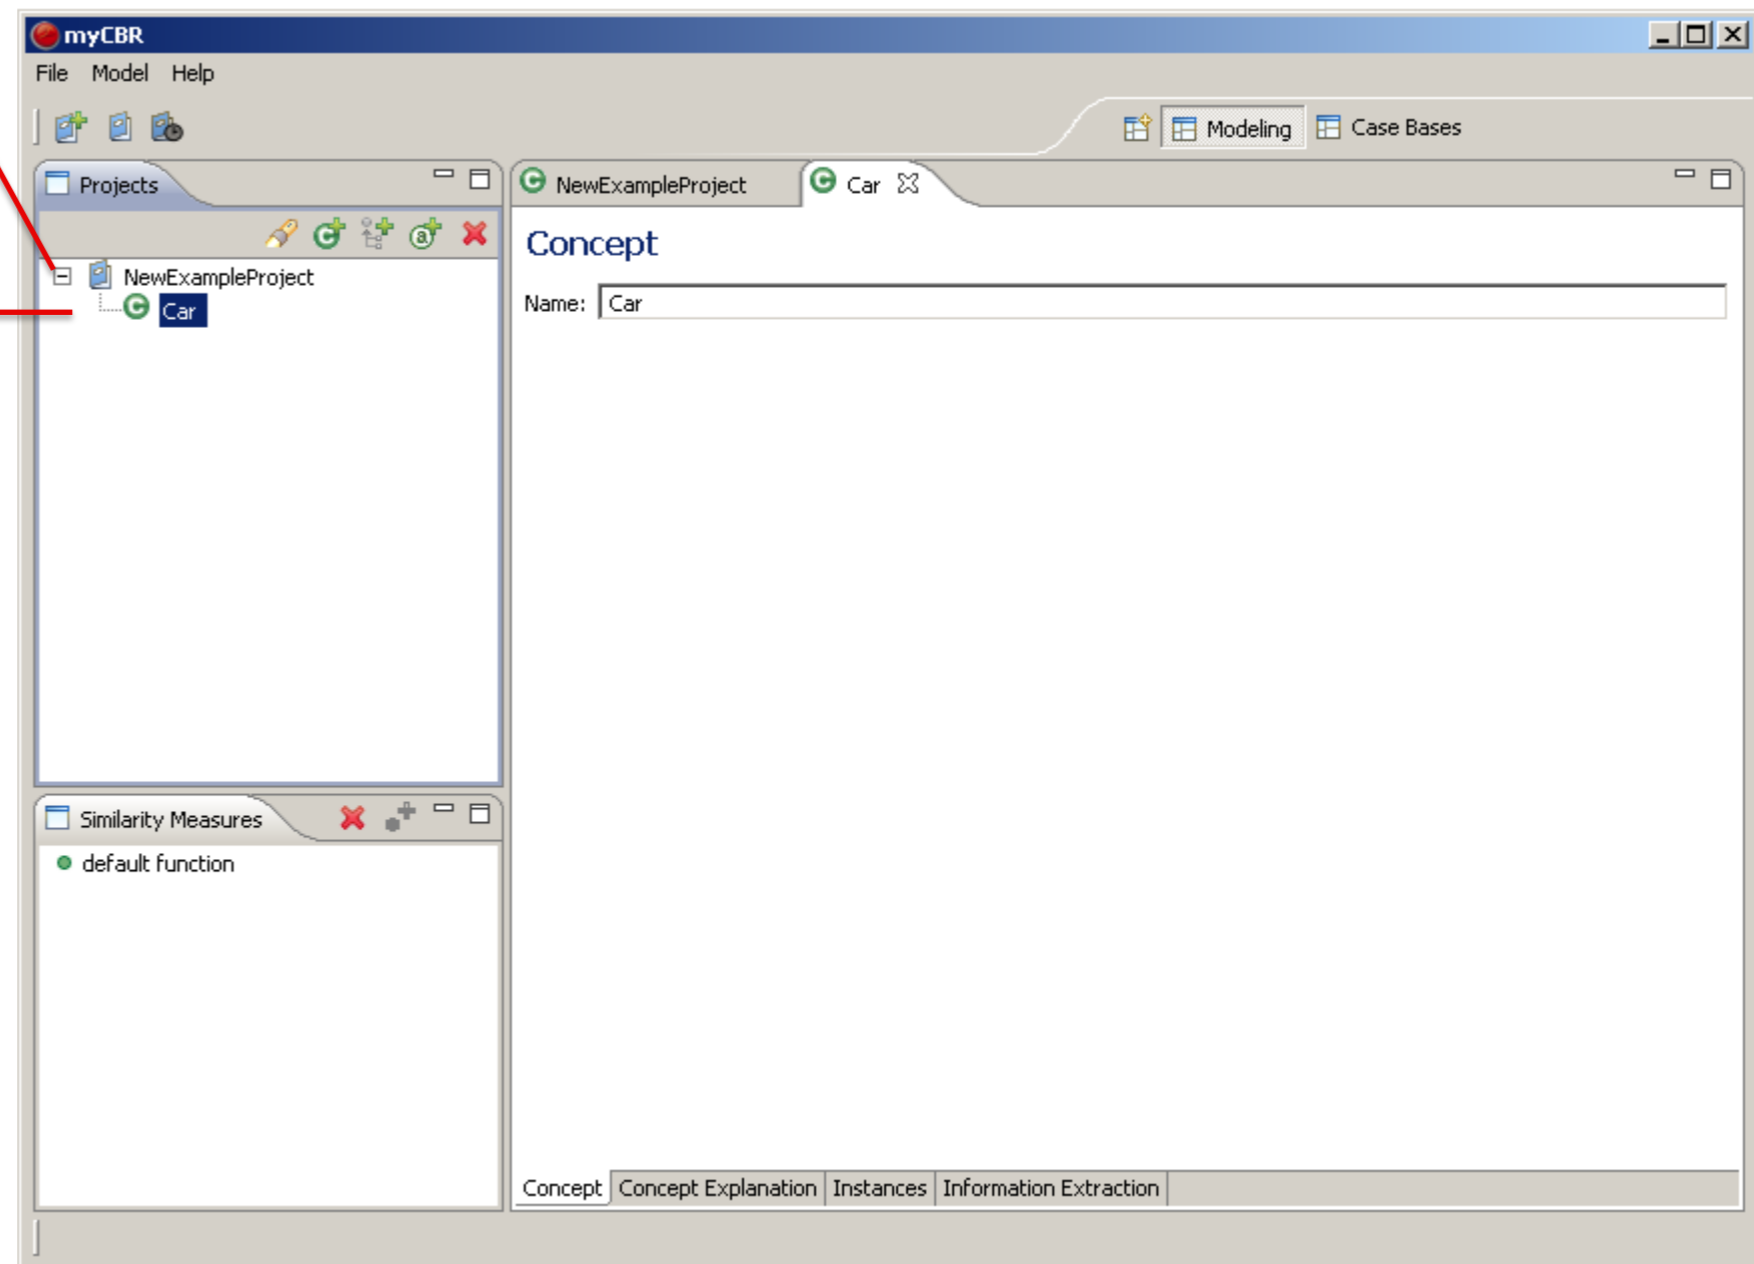 myCBR
File Model Help
Modeling Case Bases
Projects
NewExampleProject
Car
NewExampleProject Car
Concept
Name: Car
Similarity Measures
default function
Concept Concept Explanation Instances Information Extraction